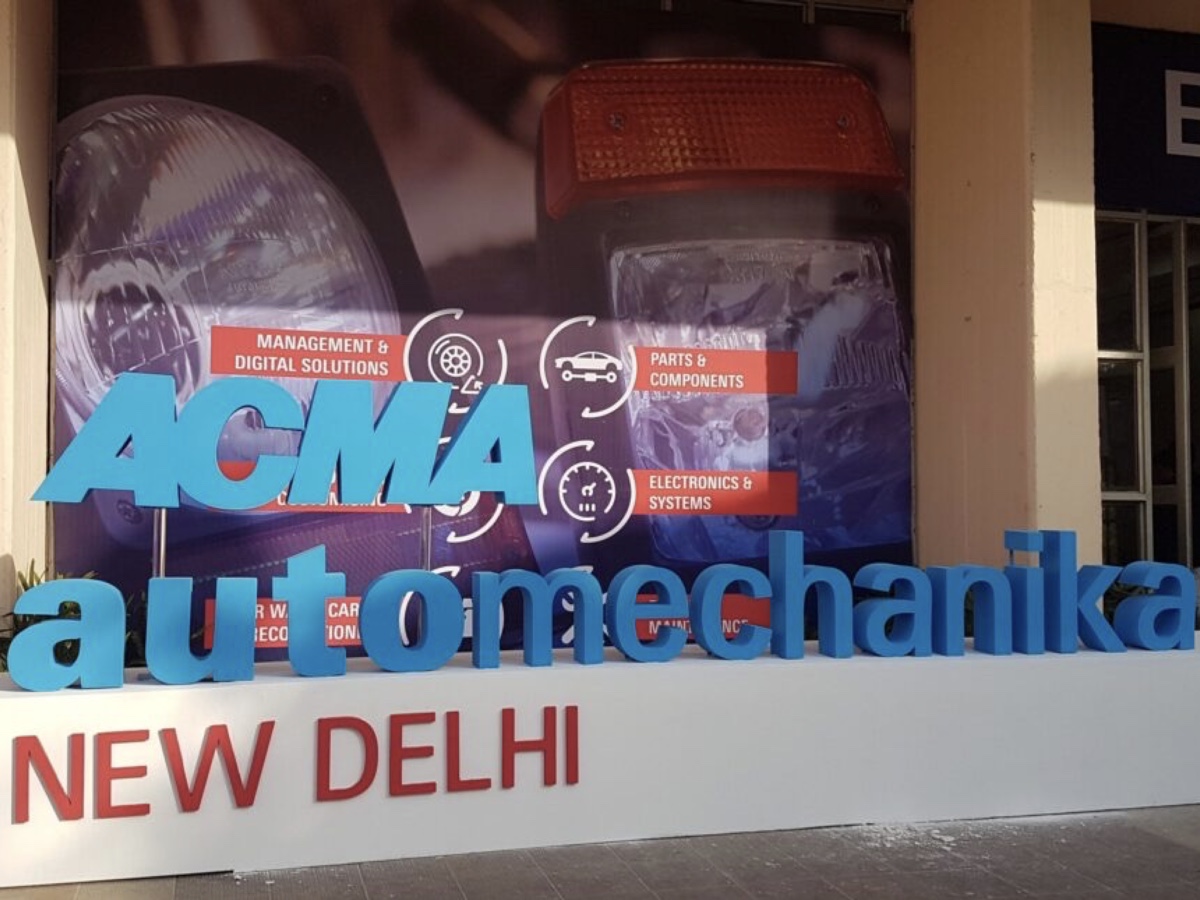 E
MANAGEMENT &
DIGITAL SOLUTIONS
PARTS &
COMPONENTS
ACMA
ELECTRONICS &
SYSTEMS
automechanika
NEW DELHI